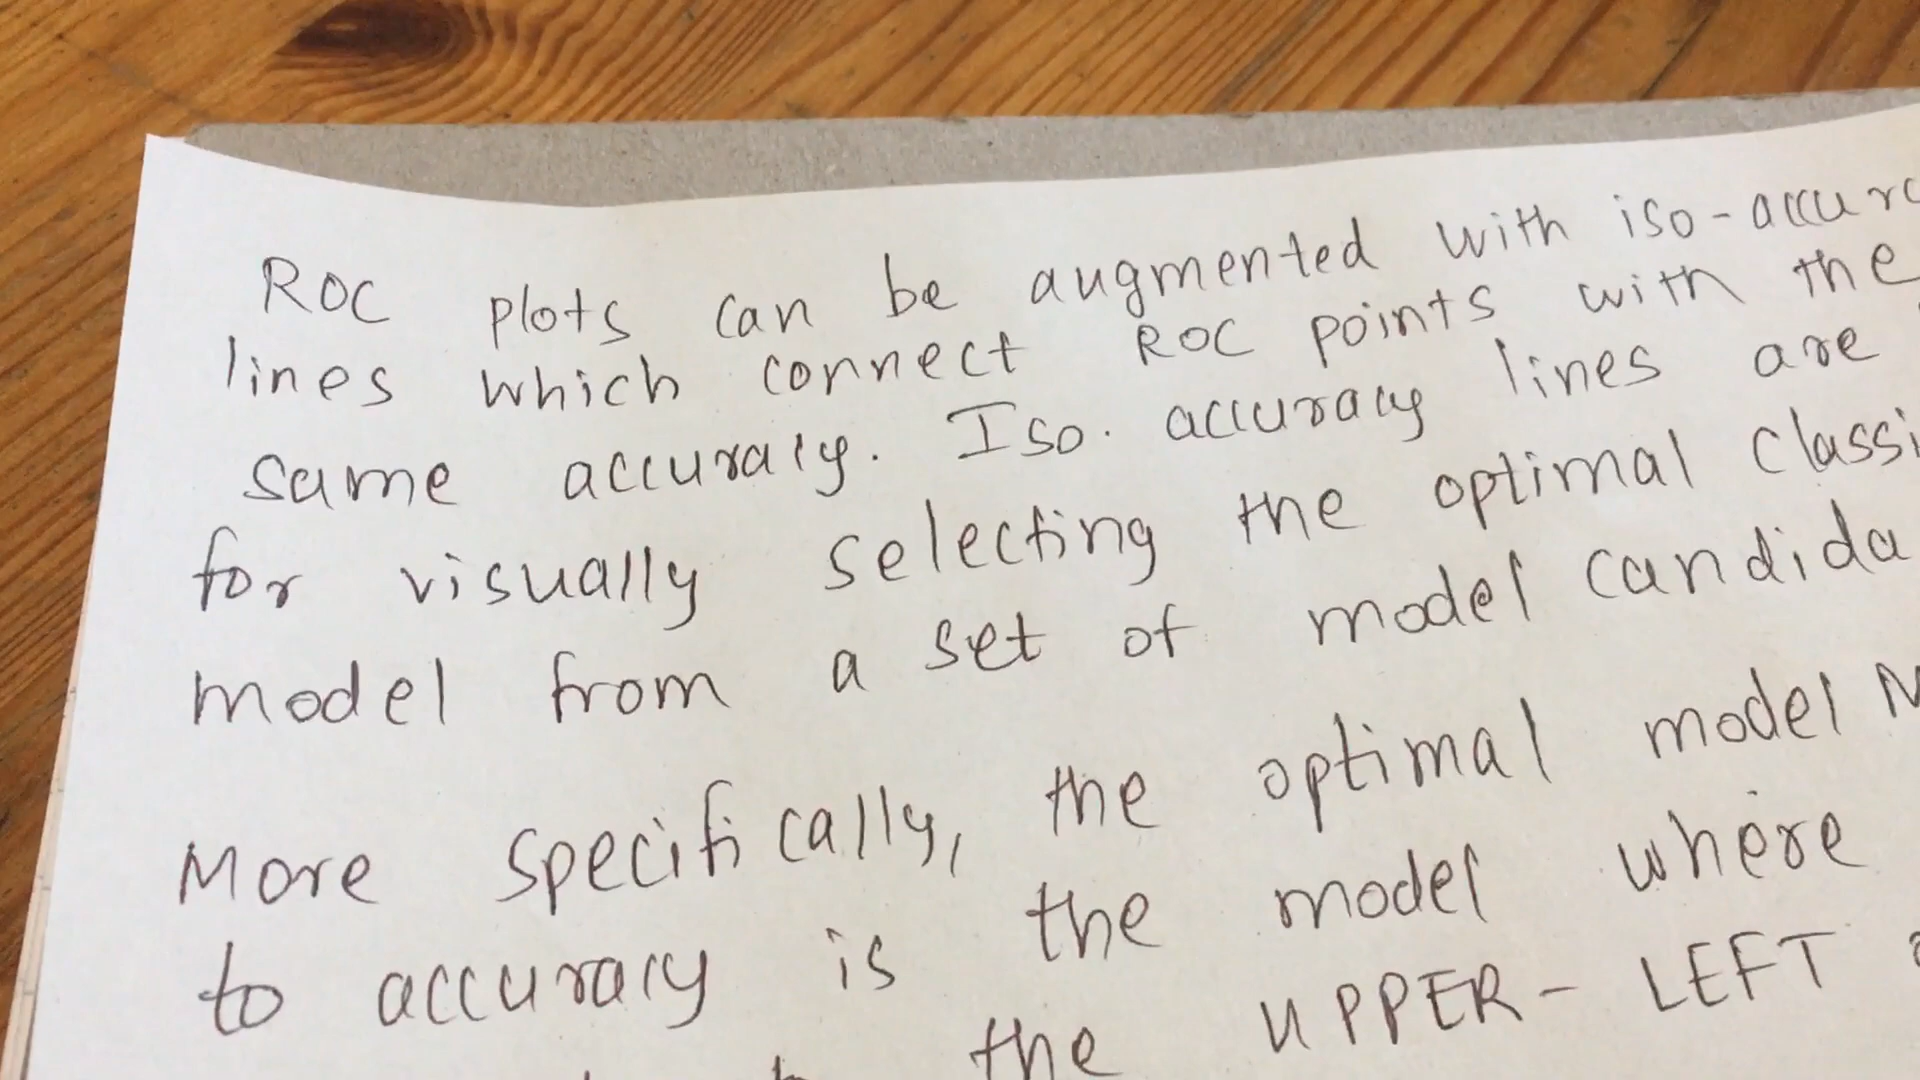 ROC plots can be augmented with iso-accura
lines which connect ROC points with the
same accuracy. Iso. accuracy lines are
for visually selecting the optimal classi
model from a set of model candida
More specifically, the optimal model
to accuracy is the model where
the UPPER-LEFT